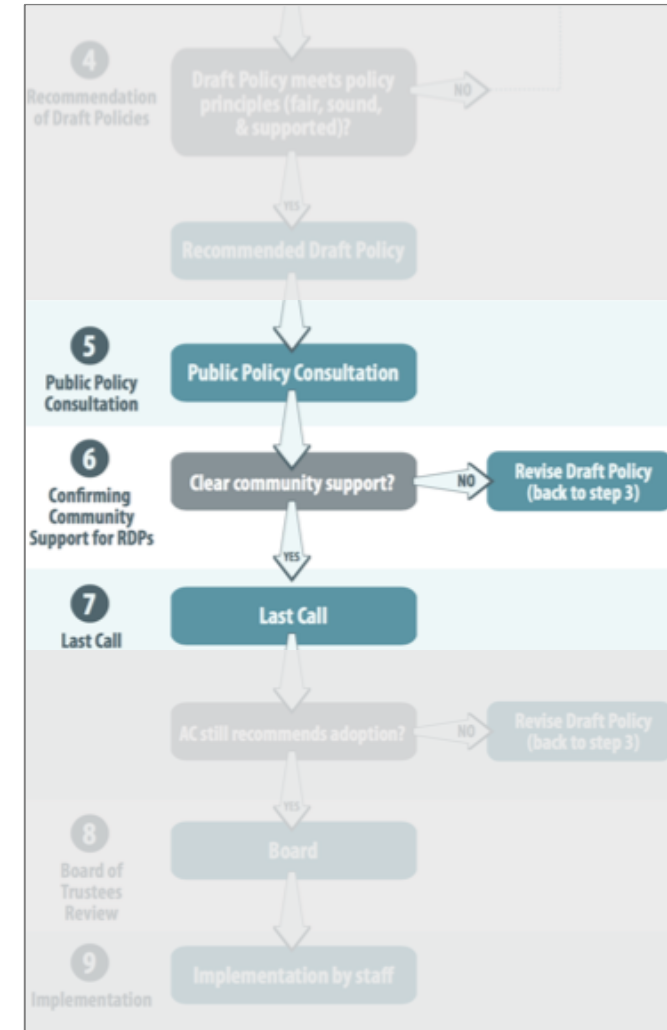 4
Recommendation
of Draft Policies
Draft Policy meets policy
principles (fair, sound,
& supported)?
NO
YES
Recommended Draft Policy
5
Public Policy
Consultation
Public Policy Consultation
6
Confirming
Community
Support for RDPs
Clear community support?
NO
Revise Draft Policy
(back to step 3)
YES
7
Last Call
Last Call
AC still recommends adoption?
NO
Revise Draft Policy
(back to step 3)
YES
8
Board of
Trustees
Review
Board
9
Implementation
Implementation by staff